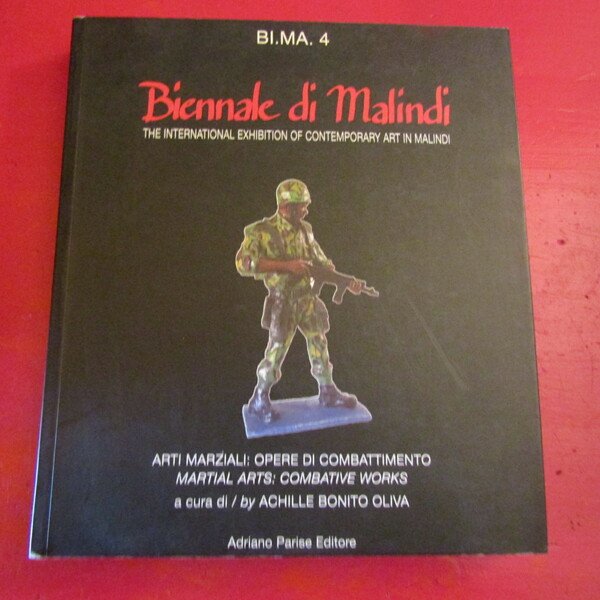 BI.MA. 4
Biennale di Malindi
THE INTERNATIONAL EXHIBITION OF CONTEMPORARY ART IN MALINDI
ARTI MARZIALI: OPERE DI COMBATTIMENTO
MARTIAL ARTS: COMBATIVE WORKS
a cura di / by ACHILLE BONITO OLIVA
Adriano Parise Editore